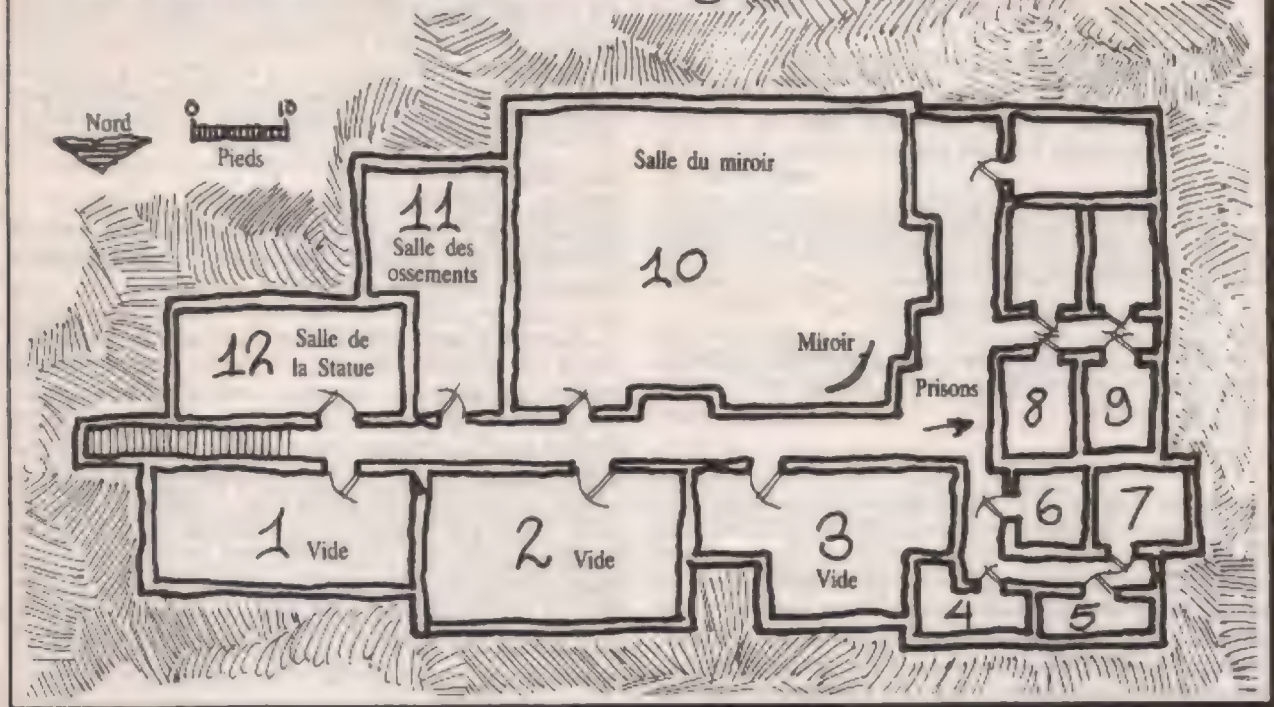 Nord
0 10
Pieds
Salle du miroir
10
Miroir
11
Salle des
ossements
12
Salle de
la Statue
Prisons
8
9
6
7
1 Vide
2 Vide
3
Vide
4
5